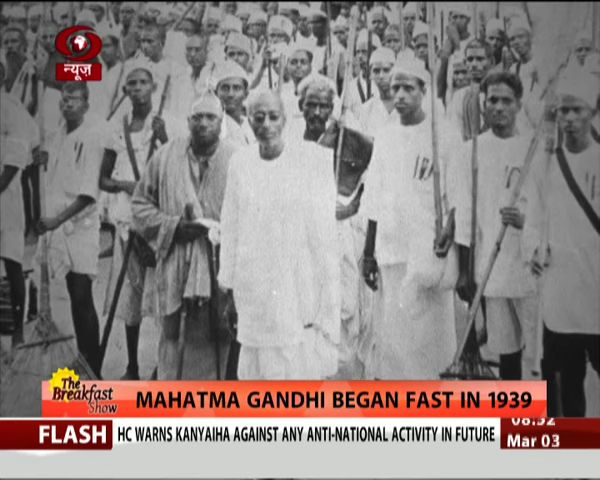 न्यूज़
The
Breakfast
Show
MAHATMA GANDHI BEGAN FAST IN 1939
FLASH
HC WARNS KANYAIHA AGAINST ANY ANTI-NATIONAL ACTIVITY IN FUTURE
08:52
Mar 03